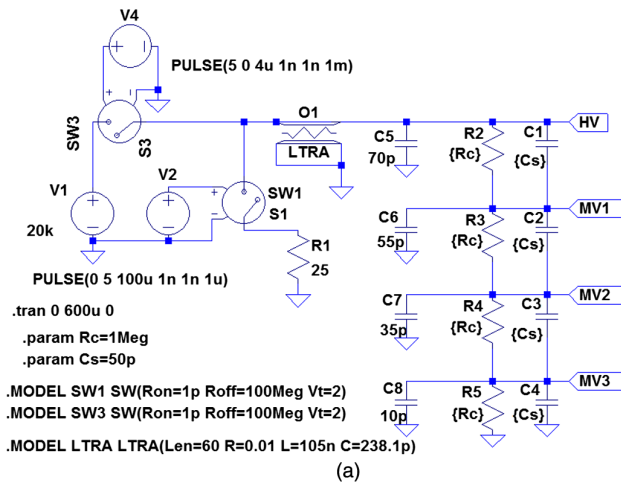 V4
+ -
PULSE(5 0 4u 1n 1n 1m)
+ -
SW3
S3
O1
LTRA
C5
70p
R2
{Rc}
C1
{Cs}
HV
V1
+
-
20k
V2
+
-
+
-
SW1
S1
R1
25
C6
55p
R3
{Rc}
C2
{Cs}
MV1
PULSE(0 5 100u 1n 1n 1u)
.tran 0 600u 0
.param Rc=1Meg
.param Cs=50p
C7
35p
R4
{Rc}
C3
{Cs}
MV2
.MODEL SW1 SW(Ron=1p Roff=100Meg Vt=2)
.MODEL SW3 SW(Ron=1p Roff=100Meg Vt=2)
C8
10p
R5
{Rc}
C4
{Cs}
MV3
.MODEL LTRA LTRA(Len=60 R=0.01 L=105n C=238.1p)
(a)